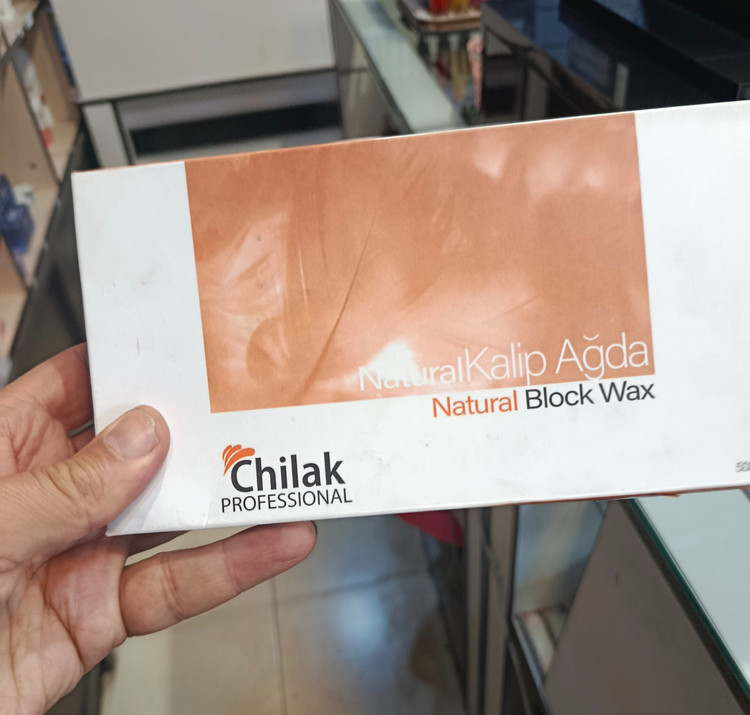 NaturalKalip Ağda
Natural Block Wax
Chilak
PROFESSIONAL